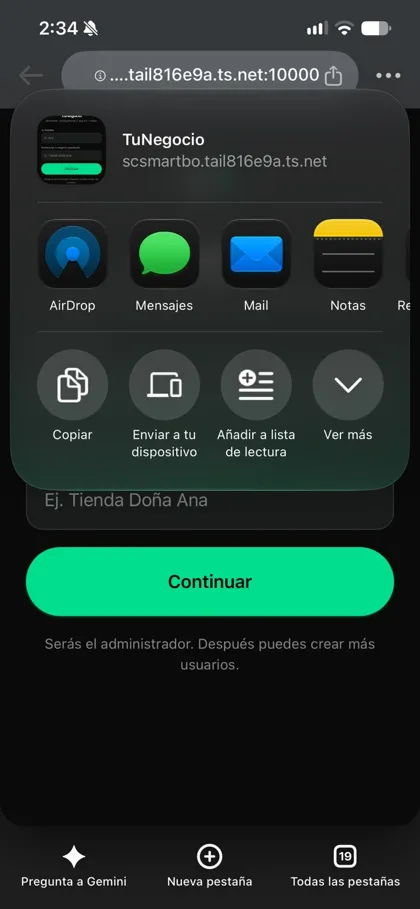 2:34
....tail816e9a.ts.net:10000
TuNegocio
scsmartbo.tail816e9a.ts.net
AirDrop
Mensajes
Mail
Notas
Re
Copiar
Enviar a tu
dispositivo
Añadir a lista
de lectura
Ver más
Ej. Tienda Doña Ana
Continuar
Serás el administrador. Después puedes crear más
usuarios.
Pregunta a Gemini
Nueva pestaña
19
Todas las pestañas